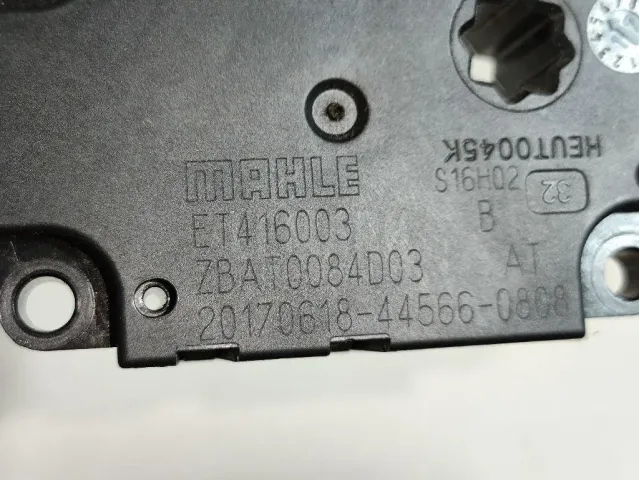 HEUT0045K
MAHLE
S16H02
32
ET416003
B
ZBAT0084D03
AT
20170618-44566-0808